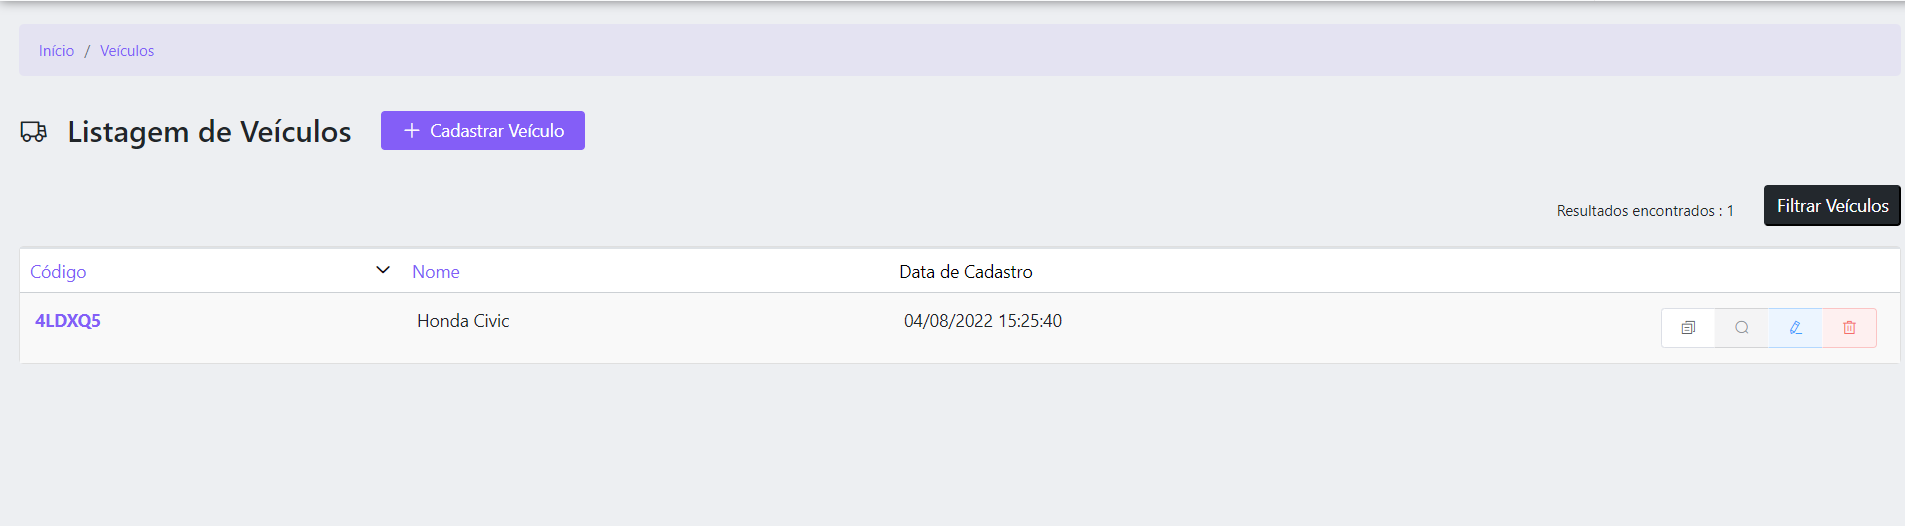 Início / Veículos
Listagem de Veículos
Cadastrar Veículo
Resultados encontrados : 1
Filtrar Veículos
Código Nome Data de Cadastro
4LDXQ5 Honda Civic 04/08/2022 15:25:40